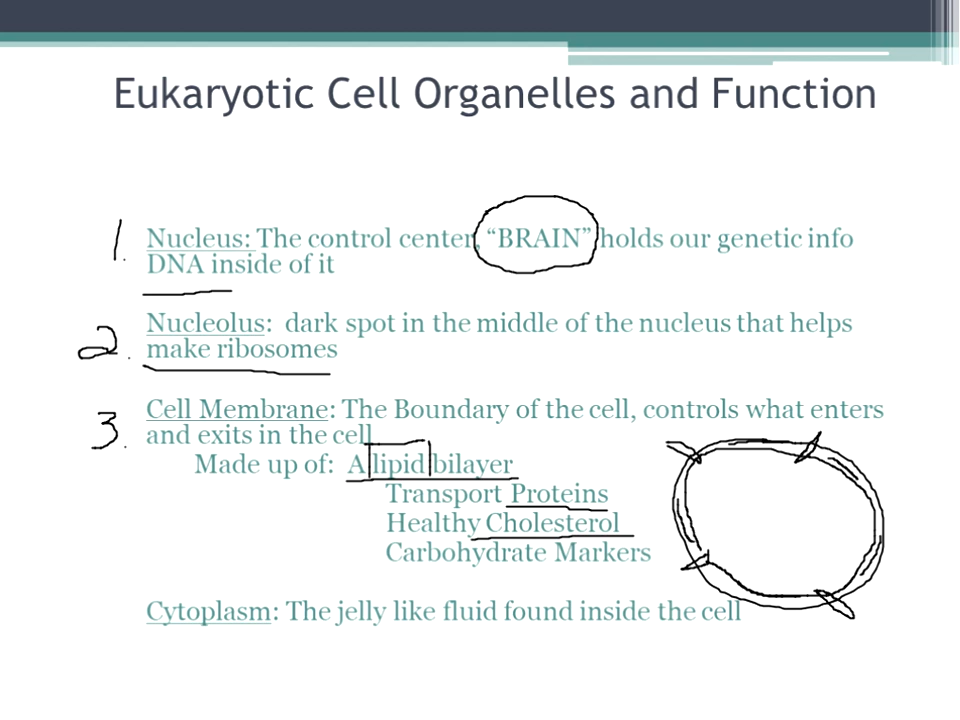 Eukaryotic Cell Organelles and Function
1. Nucleus: The control center, “BRAIN” holds our genetic info
DNA inside of it
2. Nucleolus:  dark spot in the middle of the nucleus that helps
make ribosomes
3. Cell Membrane: The Boundary of the cell, controls what enters
and exits in the cell
Made up of:  A lipid bilayer
Transport Proteins
Healthy Cholesterol
Carbohydrate Markers
Cytoplasm: The jelly like fluid found inside the cell